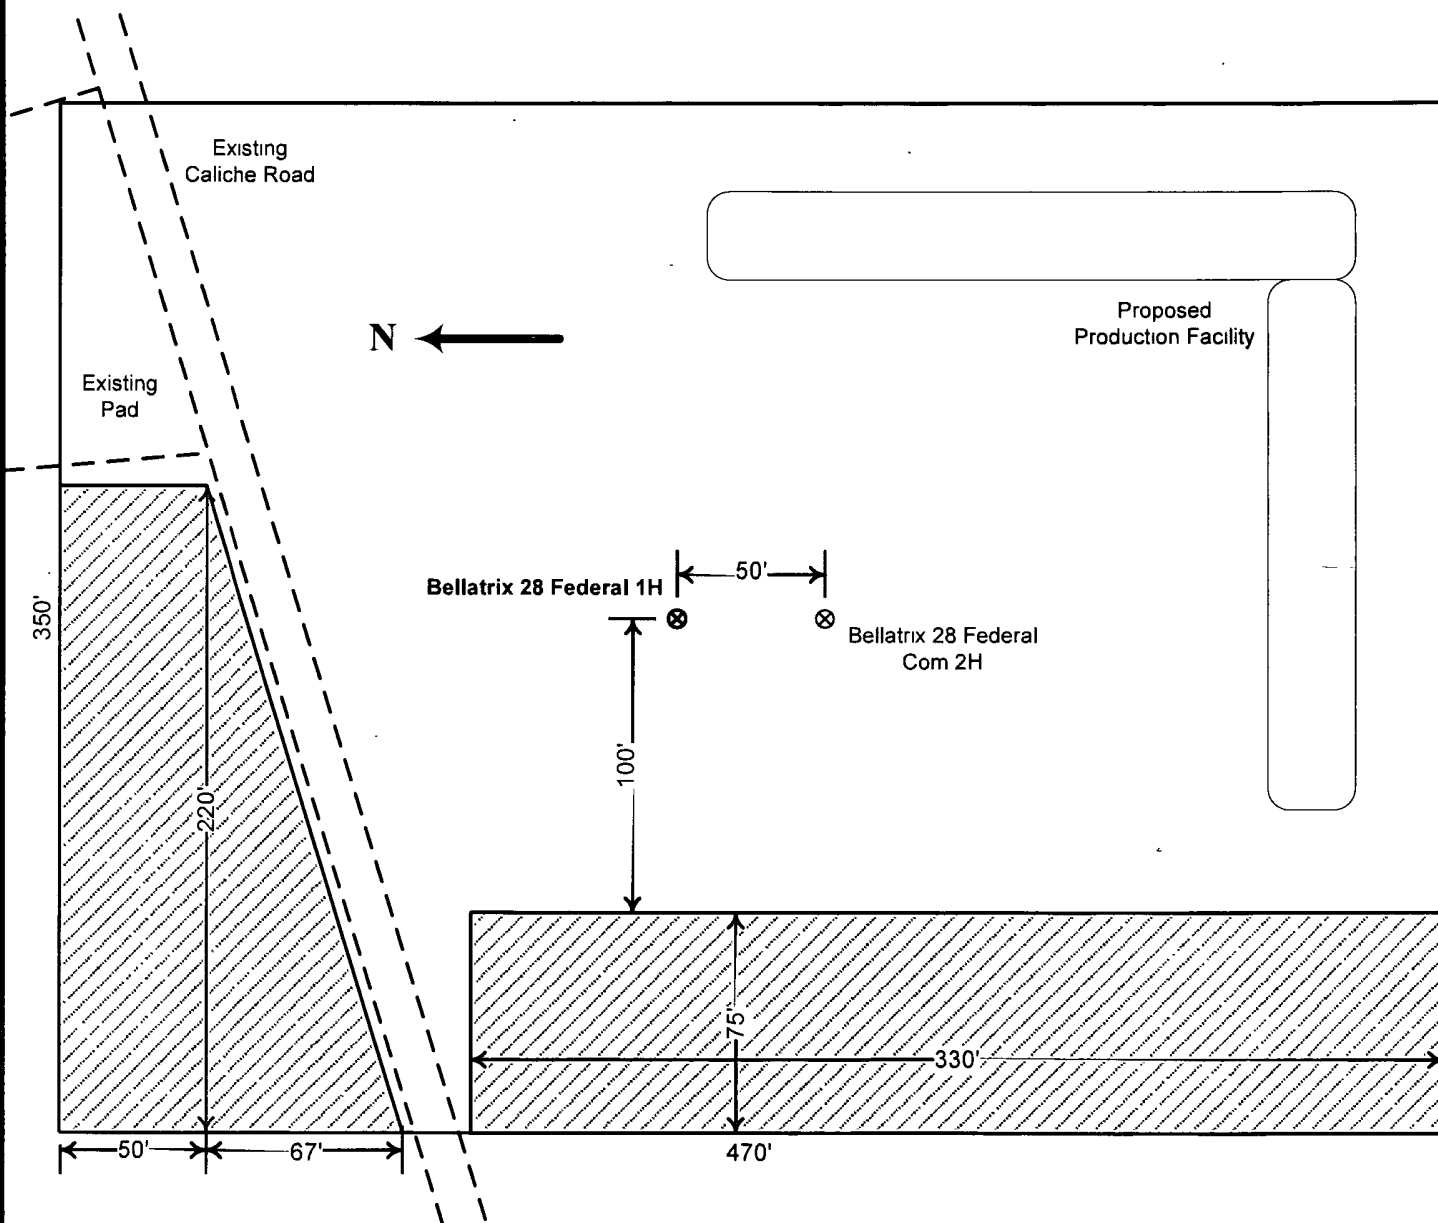 Existing
Caliche Road
Proposed
Production Facility
N
Existing
Pad
50'
Bellatrix 28 Federal 1H
Bellatrix 28 Federal
Com 2H
350'
100'
220'
75'
330'
50'
67'
470'